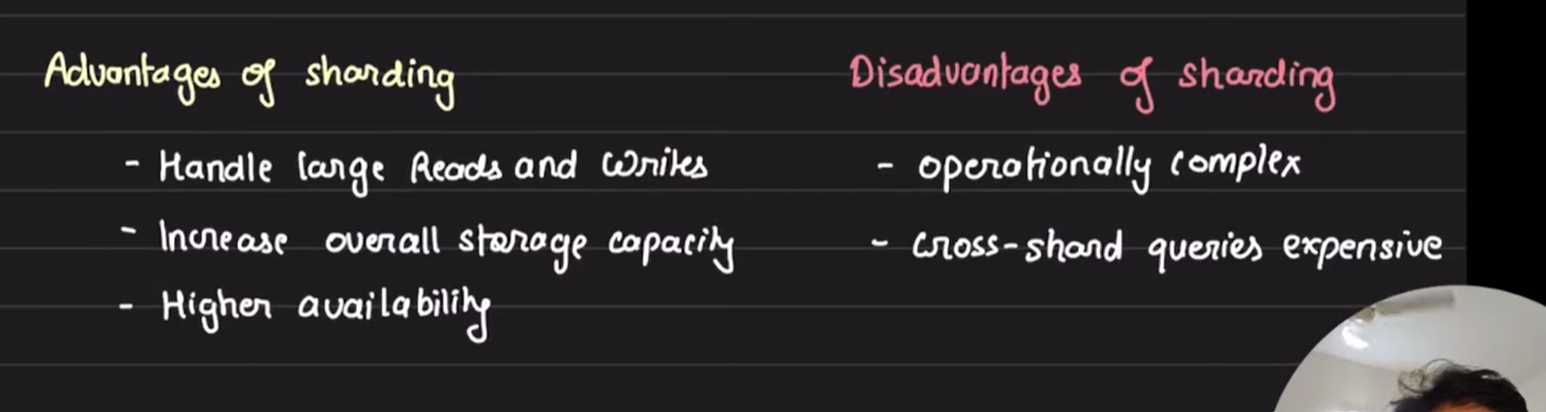 Advantages of sharding
- Handle large Reads and Writes
- Increase overall storage capacity
- Higher availability
Disadvantages of sharding
- operationally complex
- cross-shard queries expensive